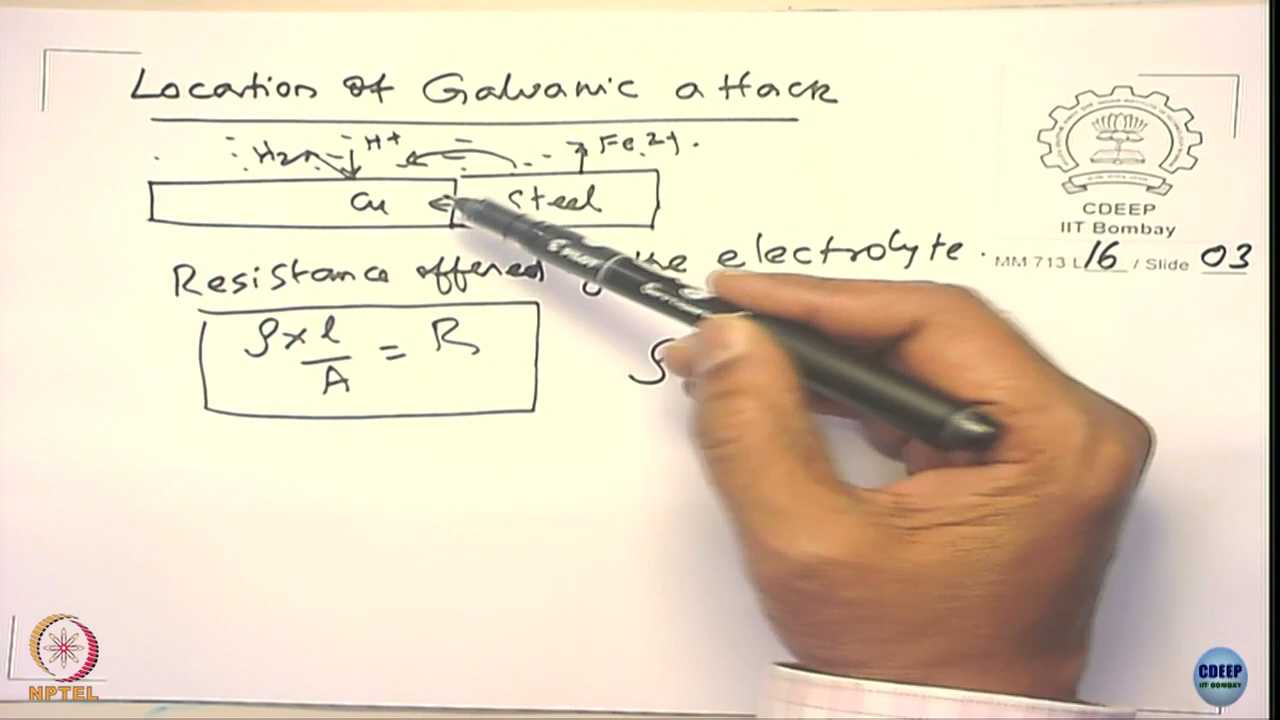 Location of Galvanic attack
H2 H+ Fe2+.
Cu ← Steel
Resistance offered the electrolyte.
ρ × l / A = R
ρ
CDEEP
IIT Bombay
MM 713 L 16 / Slide 03
NPTEL
CDEEP
IIT BOMBAY